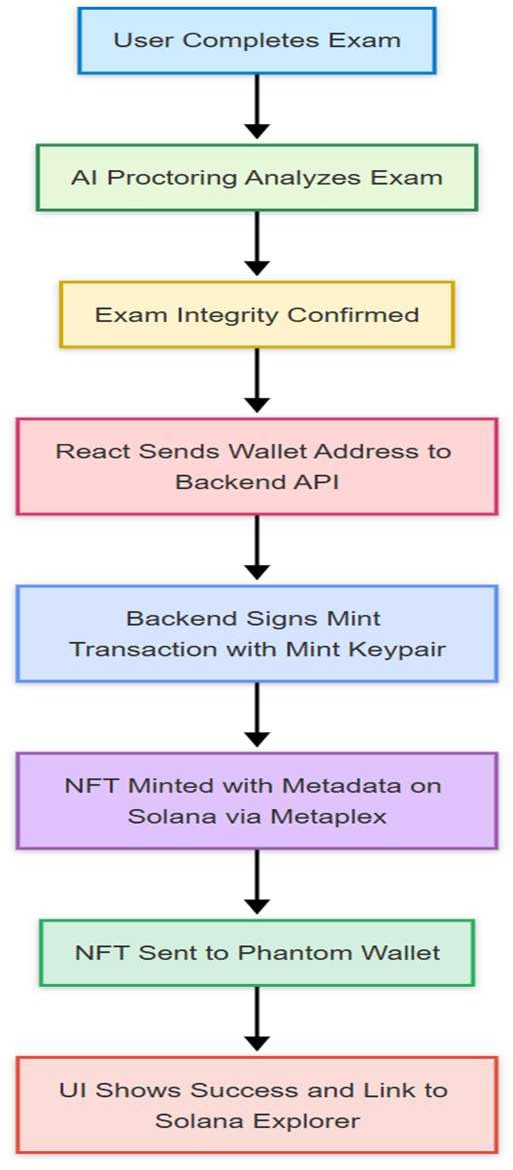 User Completes Exam
AI Proctoring Analyzes Exam
Exam Integrity Confirmed
React Sends Wallet Address to
Backend API
Backend Signs Mint
Transaction with Mint Keypair
NFT Minted with Metadata on
Solana via Metaplex
NFT Sent to Phantom Wallet
UI Shows Success and Link to
Solana Explorer